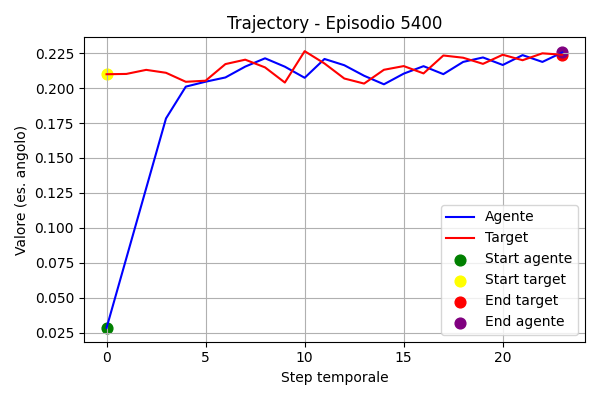 Trajectory - Episodio 5400
Valore (es. angolo)
0.225
0.200
0.175
0.150
0.125
0.100
0.075
0.050
0.025
0
5
10
15
20
Step temporale
Agente
Target
Start agente
Start target
End target
End agente